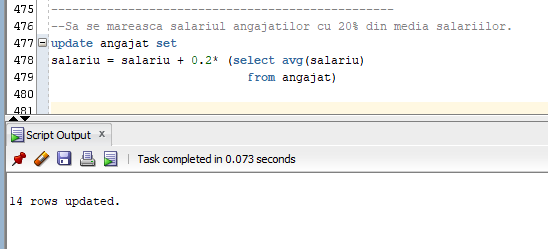 475 -------------------------------------------------
476 --Sa se mareasca salariul angajatilor cu 20% din media salariilor.
477 update angajat set
478 salariu = salariu + 0.2* (select avg(salariu)
479 from angajat)
480
481
Script Output x
Task completed in 0.073 seconds
14 rows updated.